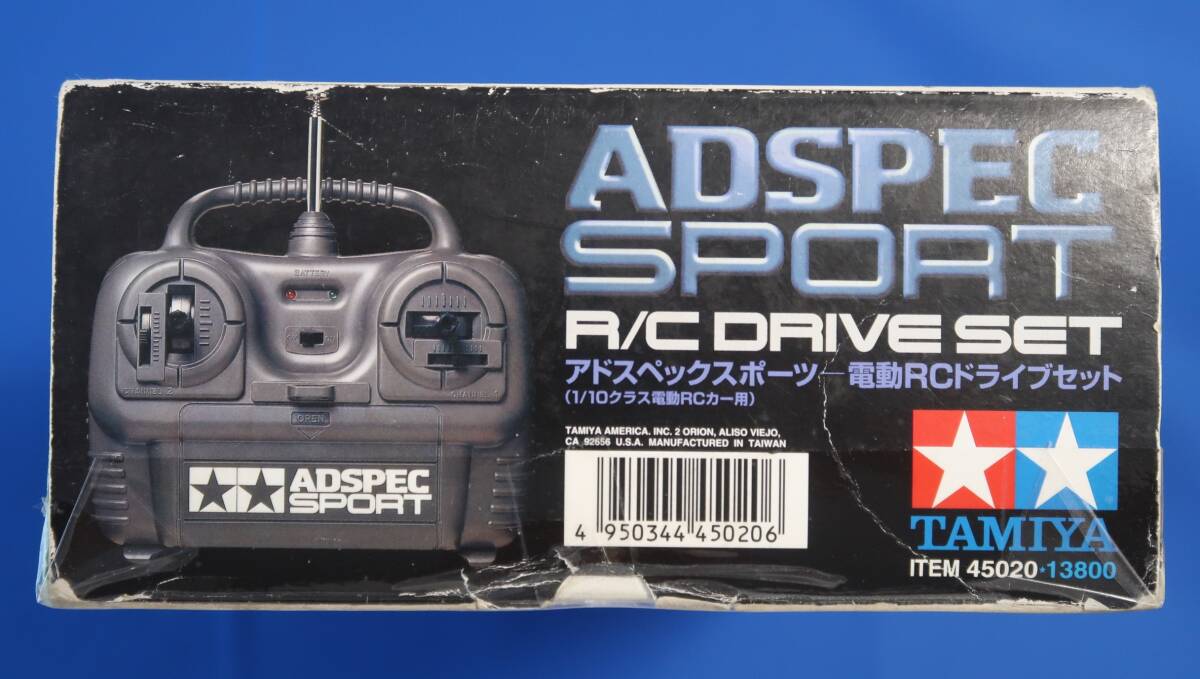 ADSPEC
SPORT
R/C DRIVE SET
アドスペックスポーツー電動RCドライブセット
(1/10クラス電動RCカー用)
TAMIYA AMERICA. INC. 2 ORION, ALISO VIEJO,
CA 92656 U.S.A. MANUFACTURED IN TAIWAN
4 950344 450206
TAMIYA
ITEM 45020★13800
BATTERY
CHANNEL 2
OPEN
ADSPEC
SPORT